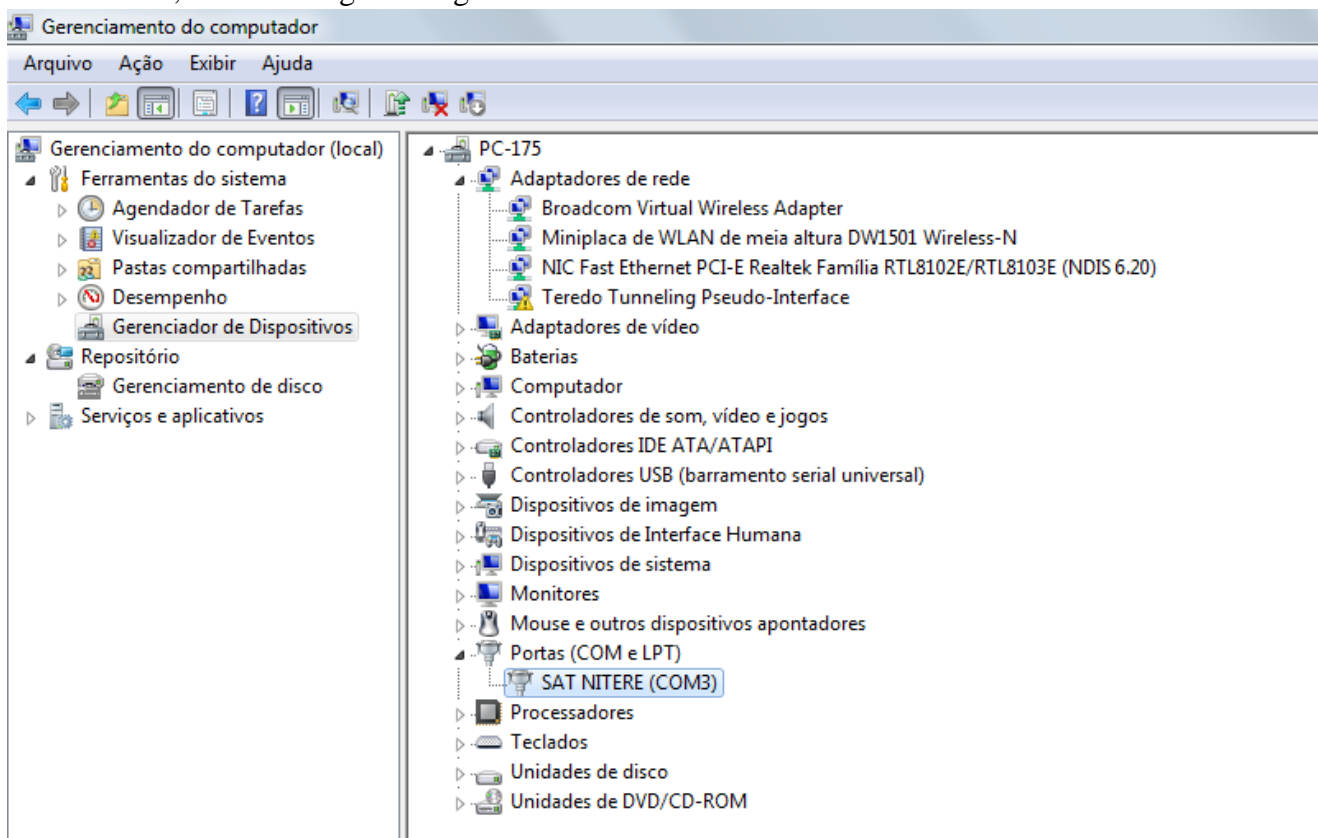 Gerenciamento do computador
Arquivo Ação Exibir Ajuda
Gerenciamento do computador (local)
Ferramentas do sistema
Agendador de Tarefas
Visualizador de Eventos
Pastas compartilhadas
Desempenho
Gerenciador de Dispositivos
Repositório
Gerenciamento de disco
Serviços e aplicativos
PC-175
Adaptadores de rede
Broadcom Virtual Wireless Adapter
Miniplaca de WLAN de meia altura DW1501 Wireless-N
NIC Fast Ethernet PCI-E Realtek Família RTL8102E/RTL8103E (NDIS 6.20)
Teredo Tunneling Pseudo-Interface
Adaptadores de vídeo
Baterias
Computador
Controladores de som, vídeo e jogos
Controladores IDE ATA/ATAPI
Controladores USB (barramento serial universal)
Dispositivos de imagem
Dispositivos de Interface Humana
Dispositivos de sistema
Monitores
Mouse e outros dispositivos apontadores
Portas (COM e LPT)
SAT NITERE (COM3)
Processadores
Teclados
Unidades de disco
Unidades de DVD/CD-ROM